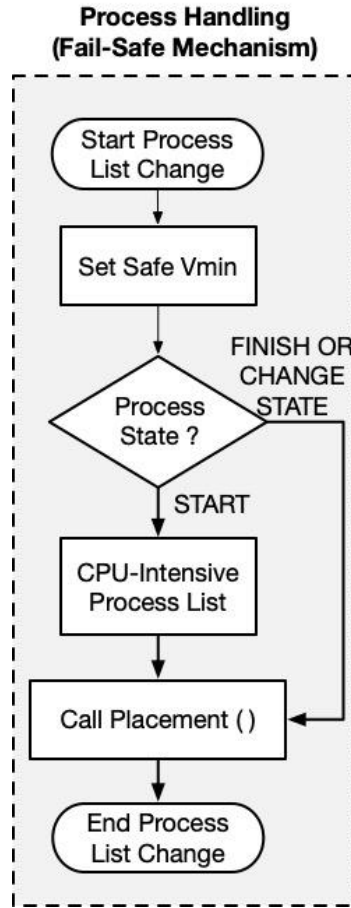 Process Handling
(Fail-Safe Mechanism)
Start Process
List Change
Set Safe Vmin
FINISH OR
CHANGE
STATE
Process
State ?
START
CPU-Intensive
Process List
Call Placement ( )
End Process
List Change